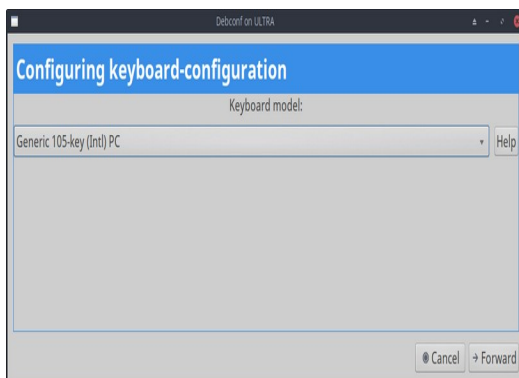 Debconf on ULTRA
Configuring keyboard-configuration
Keyboard model:
Generic 105-key (Intl) PC
Help
Cancel
Forward